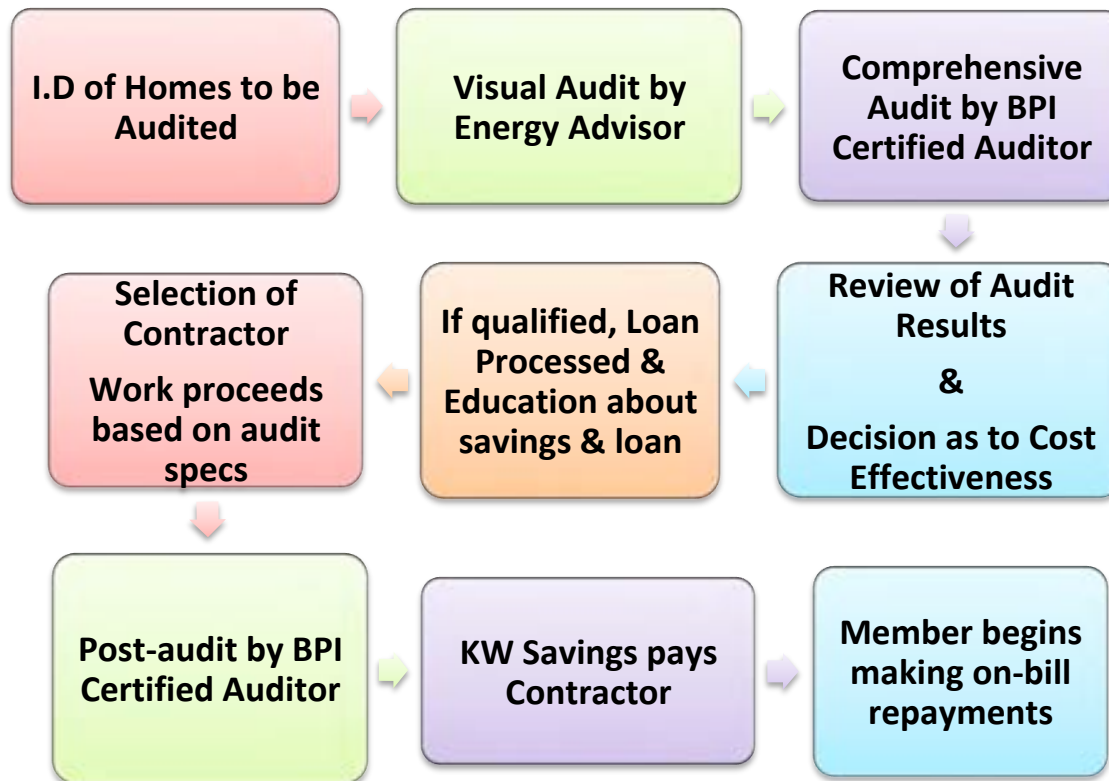 I.D of Homes to be
Audited
Visual Audit by
Energy Advisor
Comprehensive
Audit by BPI
Certified Auditor
Review of Audit
Results
&
Decision as to Cost
Effectiveness
If qualified, Loan
Processed &
Education about
savings & loan
Selection of
Contractor
Work proceeds
based on audit
specs
Post-audit by BPI
Certified Auditor
KW Savings pays
Contractor
Member begins
making on-bill
repayments